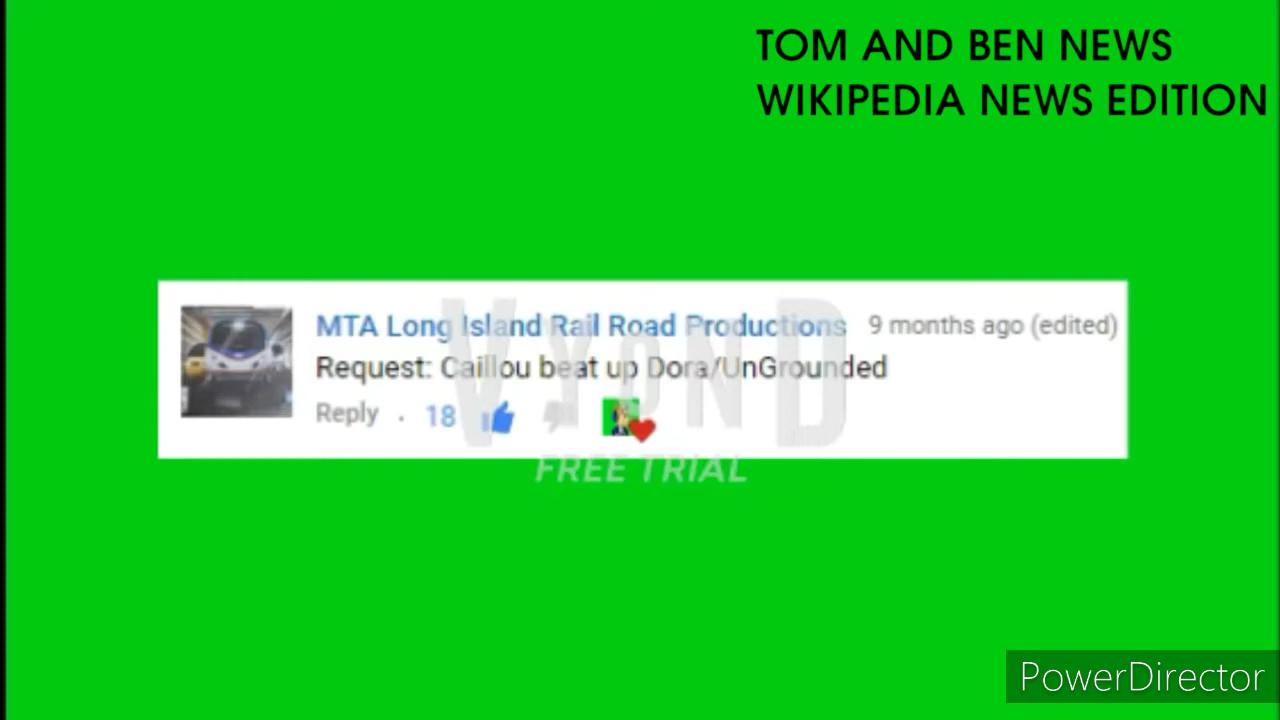 TOM AND BEN NEWS
WIKIPEDIA NEWS EDITION
MTA Long Island Rail Road Productions 9 months ago (edited)
Request: Caillou beat up Dora/UnGrounded
Reply · 18
VYOND
FREE TRIAL
PowerDirector